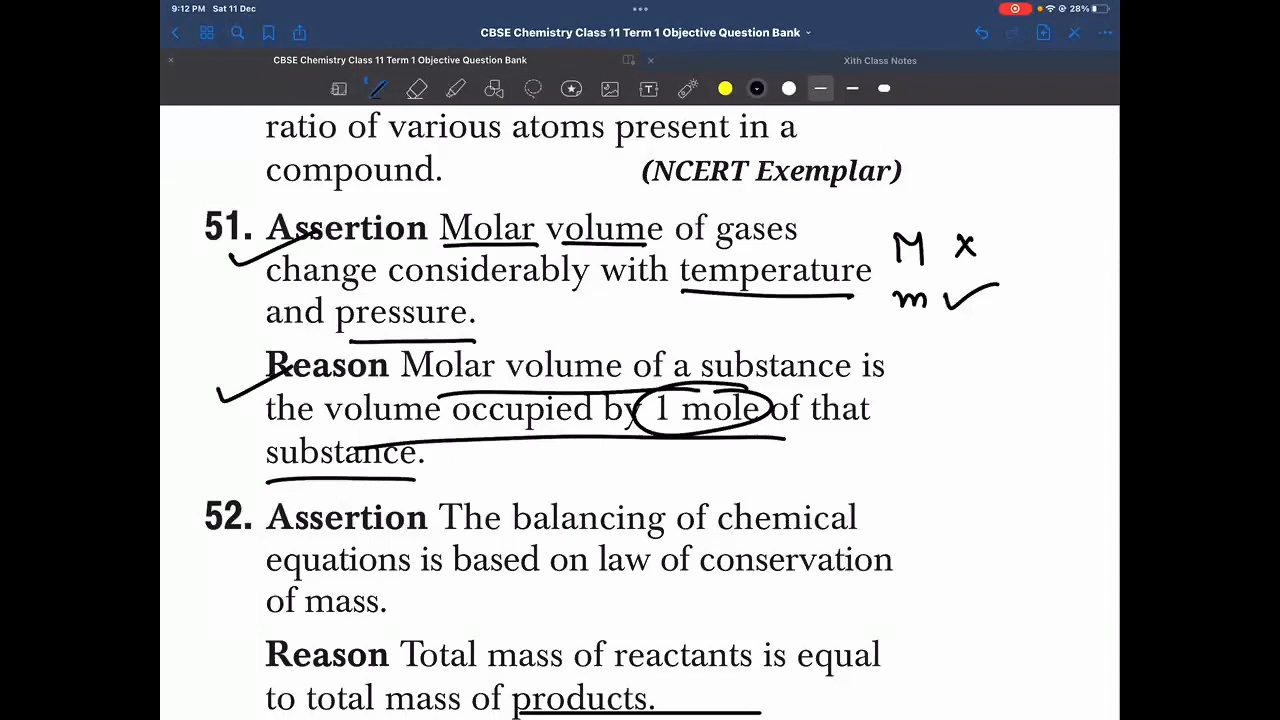 9:12 PM Sat 11 Dec
28%
CBSE Chemistry Class 11 Term 1 Objective Question Bank
CBSE Chemistry Class 11 Term 1 Objective Question Bank
Xith Class Notes
ratio of various atoms present in a
compound. (NCERT Exemplar)
51. Assertion Molar volume of gases
change considerably with temperature
and pressure.
M x
m ✓
Reason Molar volume of a substance is
the volume occupied by 1 mole of that
substance.
52. Assertion The balancing of chemical
equations is based on law of conservation
of mass.
Reason Total mass of reactants is equal
to total mass of products.